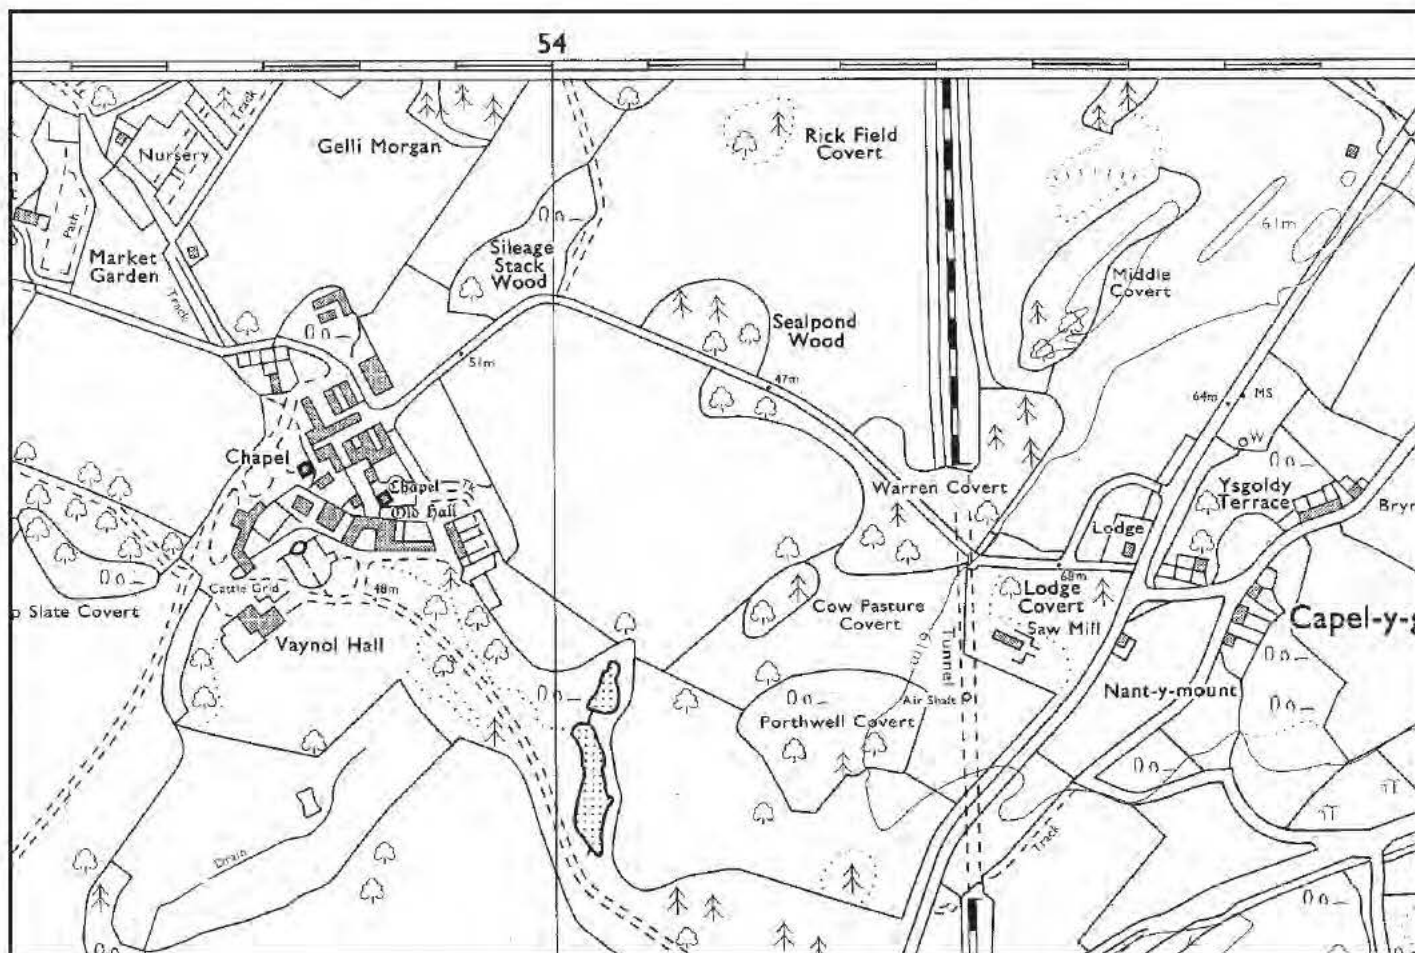 54
Track
Nursery
Gelli Morgan
Rick Field
Covert
Path
Market
Garden
Track
Sileage
Stack
Wood
61m
Middle
Covert
Sealpond
Wood
51m
47m
64m
MS
W
Chapel
Chapel
Old Hall
Warren Covert
Ysgoldy
Terrace
Bryn
Lodge
Cattle Grid
48m
68m
p Slate Covert
Vaynol Hall
Cow Pasture
Covert
61m
Tunnel
Lodge
Covert
Saw Mill
Capel-y-g
Air Shaft
Nant-y-mount
Porthwell Covert
Drain
Track